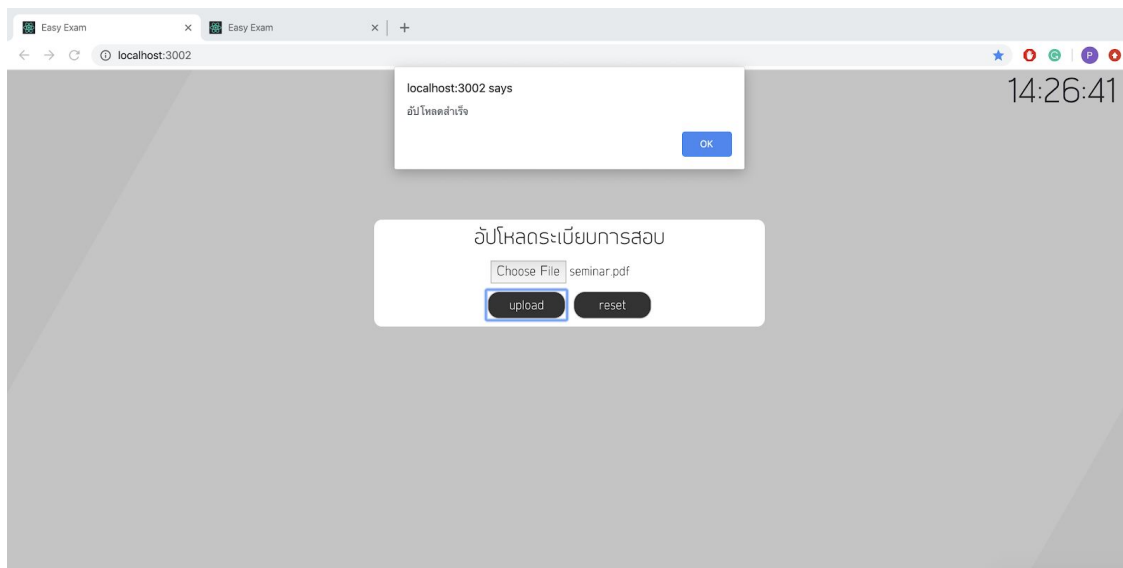 Easy Exam
Easy Exam
localhost:3002
P
localhost:3002 says
อัปโหลดสำเร็จ
OK
14:26:41
อัปโหลดระเบียบการสอบ
Choose File seminar.pdf
upload reset